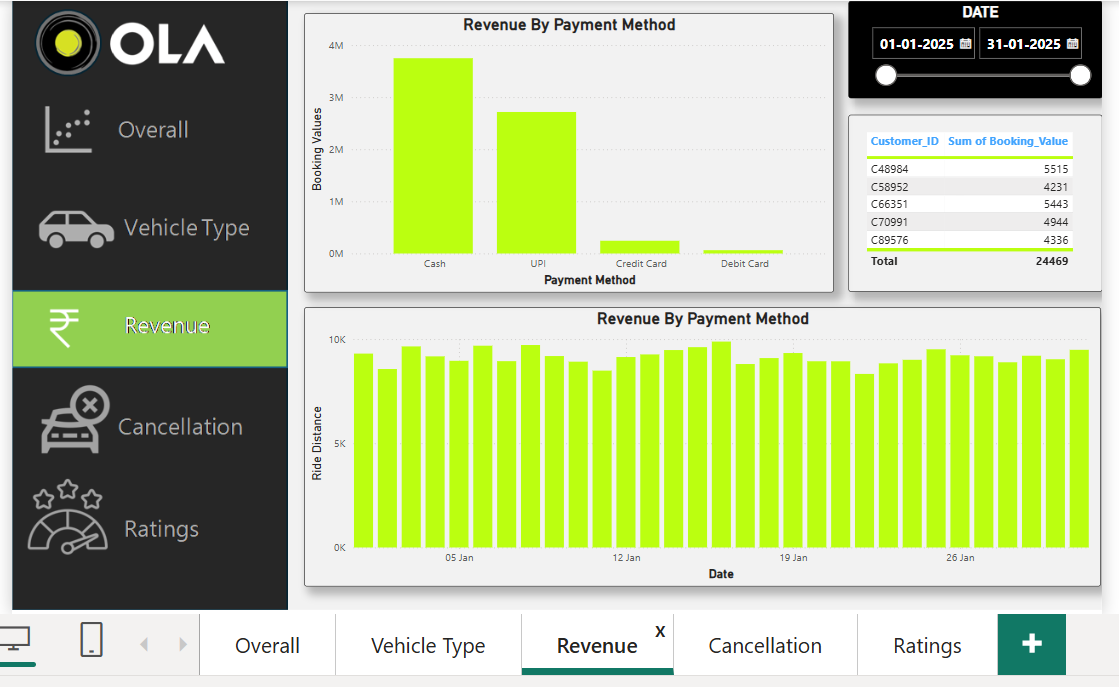 OLA
Overall
Vehicle Type
Revenue
Cancellation
Ratings
Revenue By Payment Method
4M
3M
2M
1M
0M
Booking Values
Cash UPI Credit Card Debit Card
Payment Method
DATE
01-01-2025 31-01-2025
Customer_ID Sum of Booking_Value
C48984 5515
C58952 4231
C66351 5443
C70991 4944
C89576 4336
Total 24469
Revenue By Payment Method
10K
5K
0K
Ride Distance
05 Jan 12 Jan 19 Jan 26 Jan
Date
Overall Vehicle Type Revenue X Cancellation Ratings +